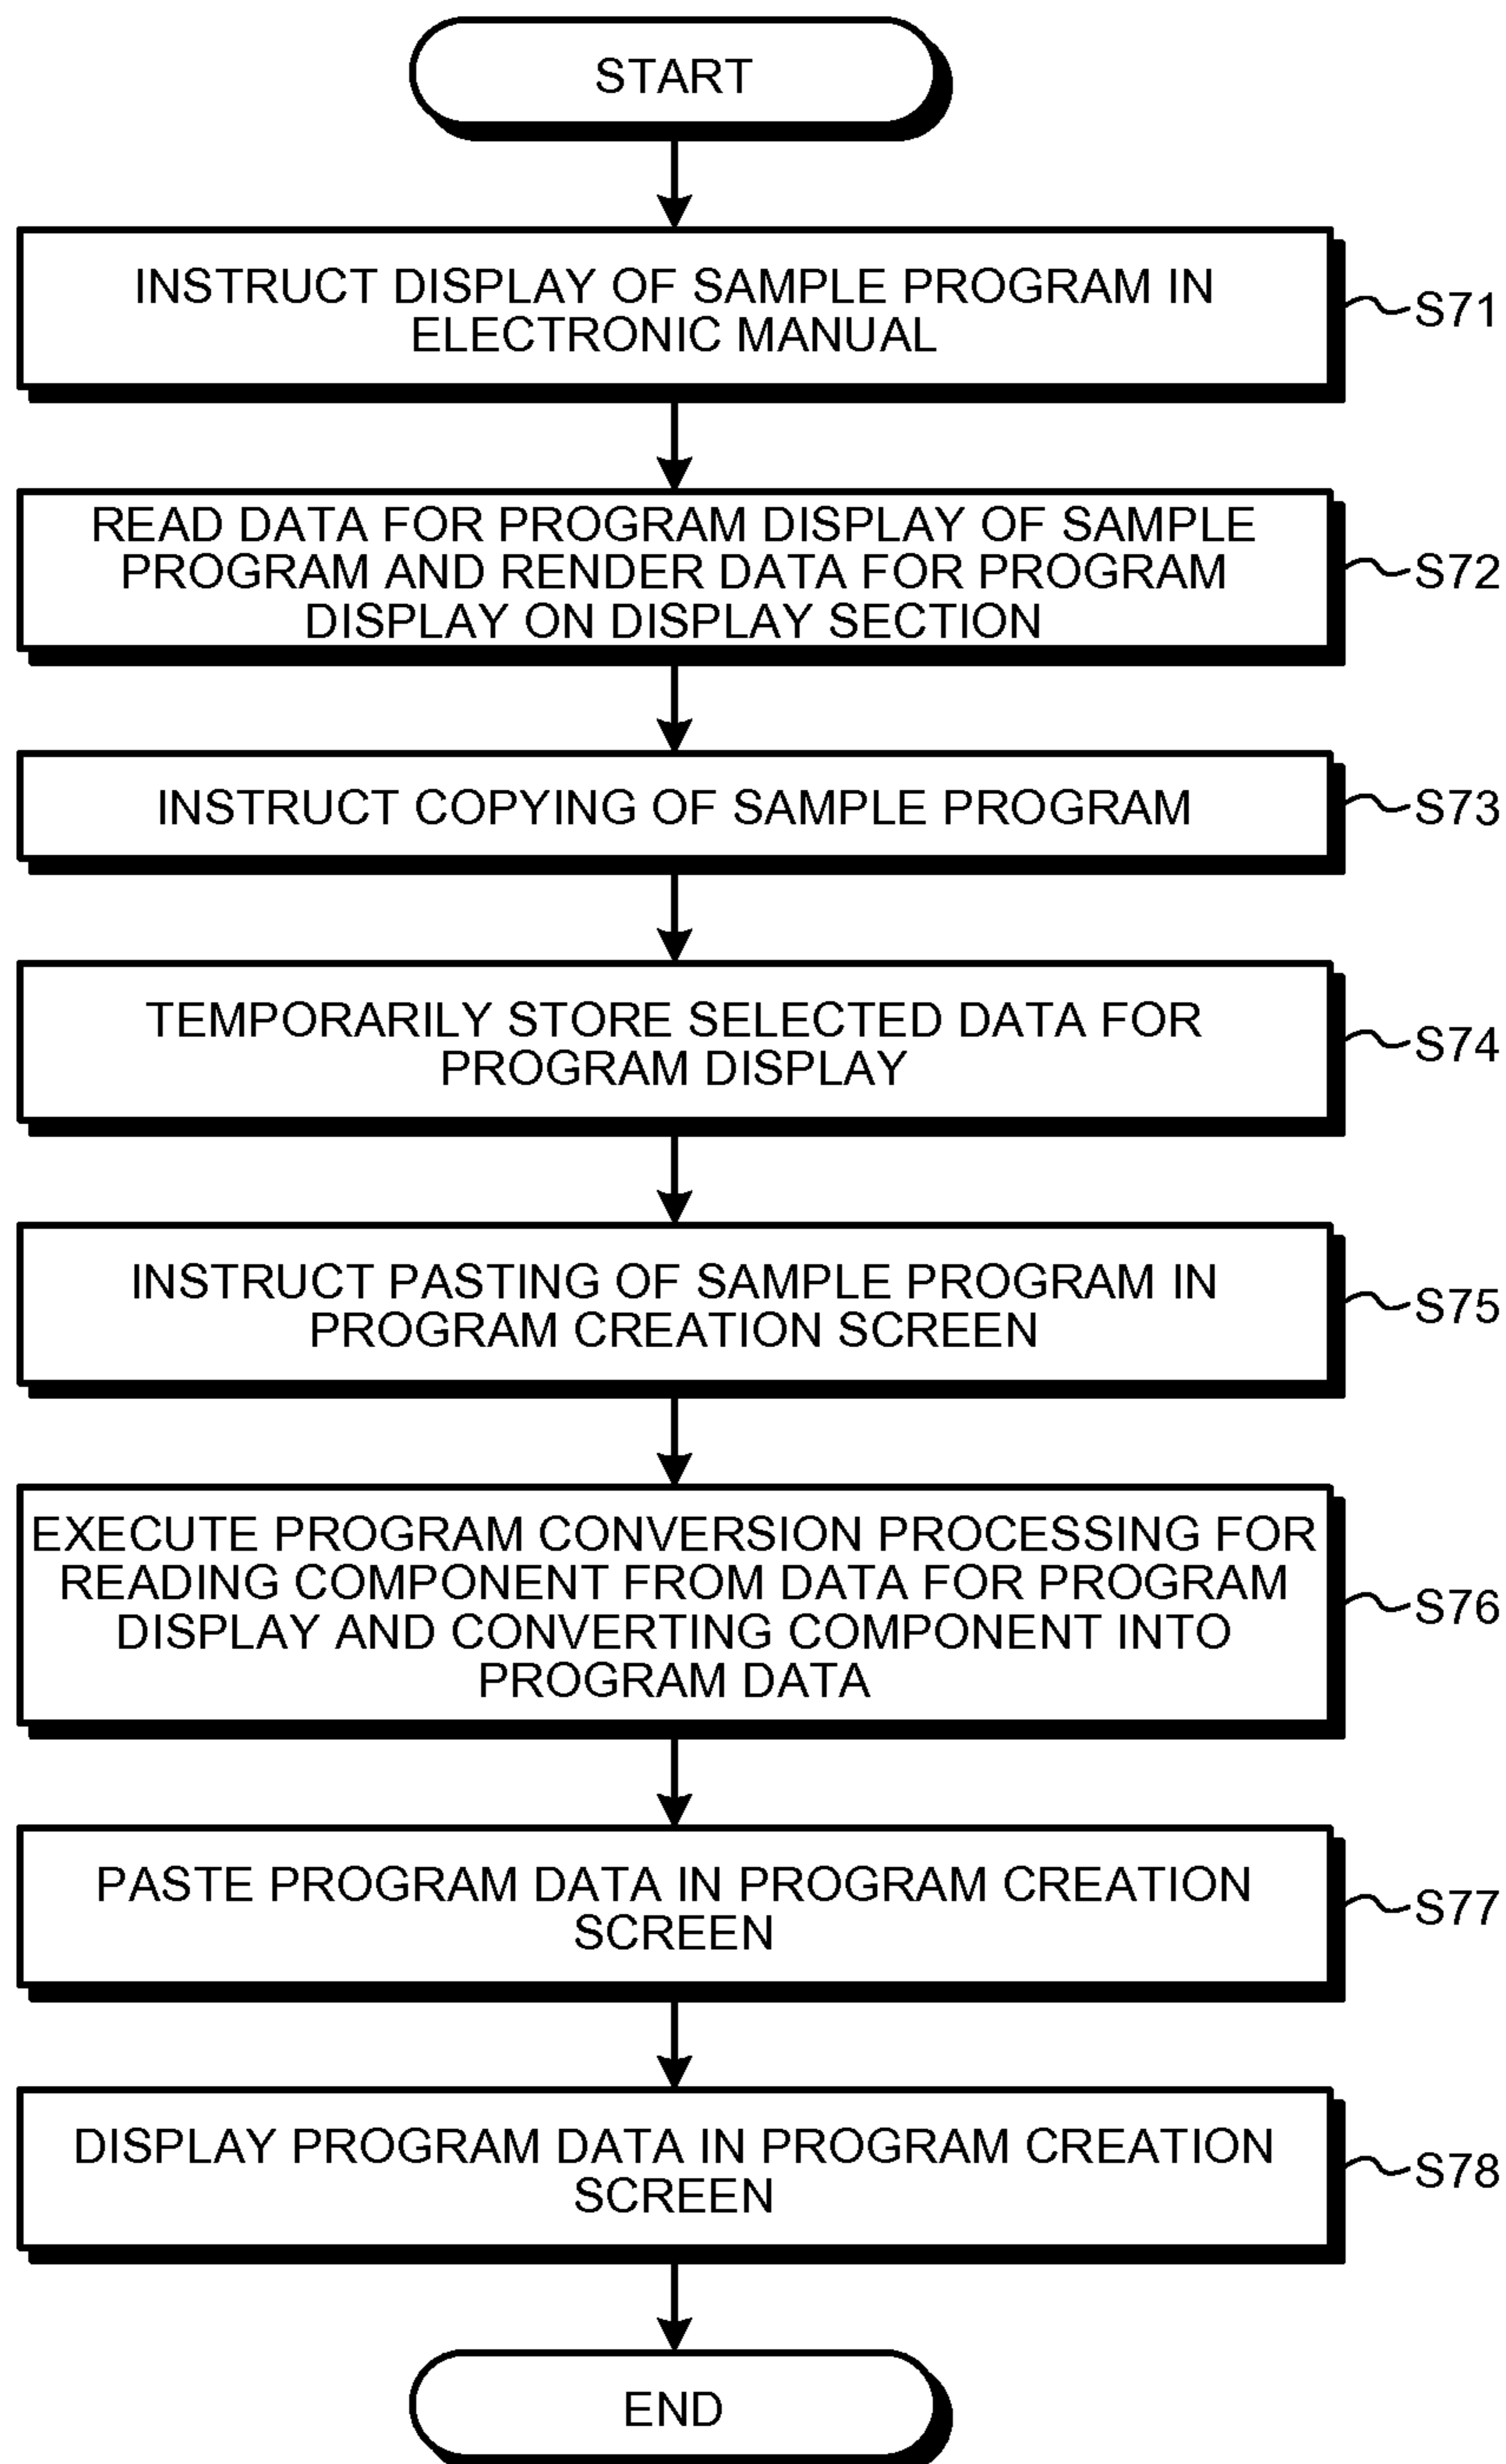 START
INSTRUCT DISPLAY OF SAMPLE PROGRAM IN
ELECTRONIC MANUAL
S71
READ DATA FOR PROGRAM DISPLAY OF SAMPLE
PROGRAM AND RENDER DATA FOR PROGRAM
DISPLAY ON DISPLAY SECTION
S72
INSTRUCT COPYING OF SAMPLE PROGRAM
S73
TEMPORARILY STORE SELECTED DATA FOR
PROGRAM DISPLAY
S74
INSTRUCT PASTING OF SAMPLE PROGRAM IN
PROGRAM CREATION SCREEN
S75
EXECUTE PROGRAM CONVERSION PROCESSING FOR
READING COMPONENT FROM DATA FOR PROGRAM
DISPLAY AND CONVERTING COMPONENT INTO
PROGRAM DATA
S76
PASTE PROGRAM DATA IN PROGRAM CREATION
SCREEN
S77
DISPLAY PROGRAM DATA IN PROGRAM CREATION
SCREEN
S78
END